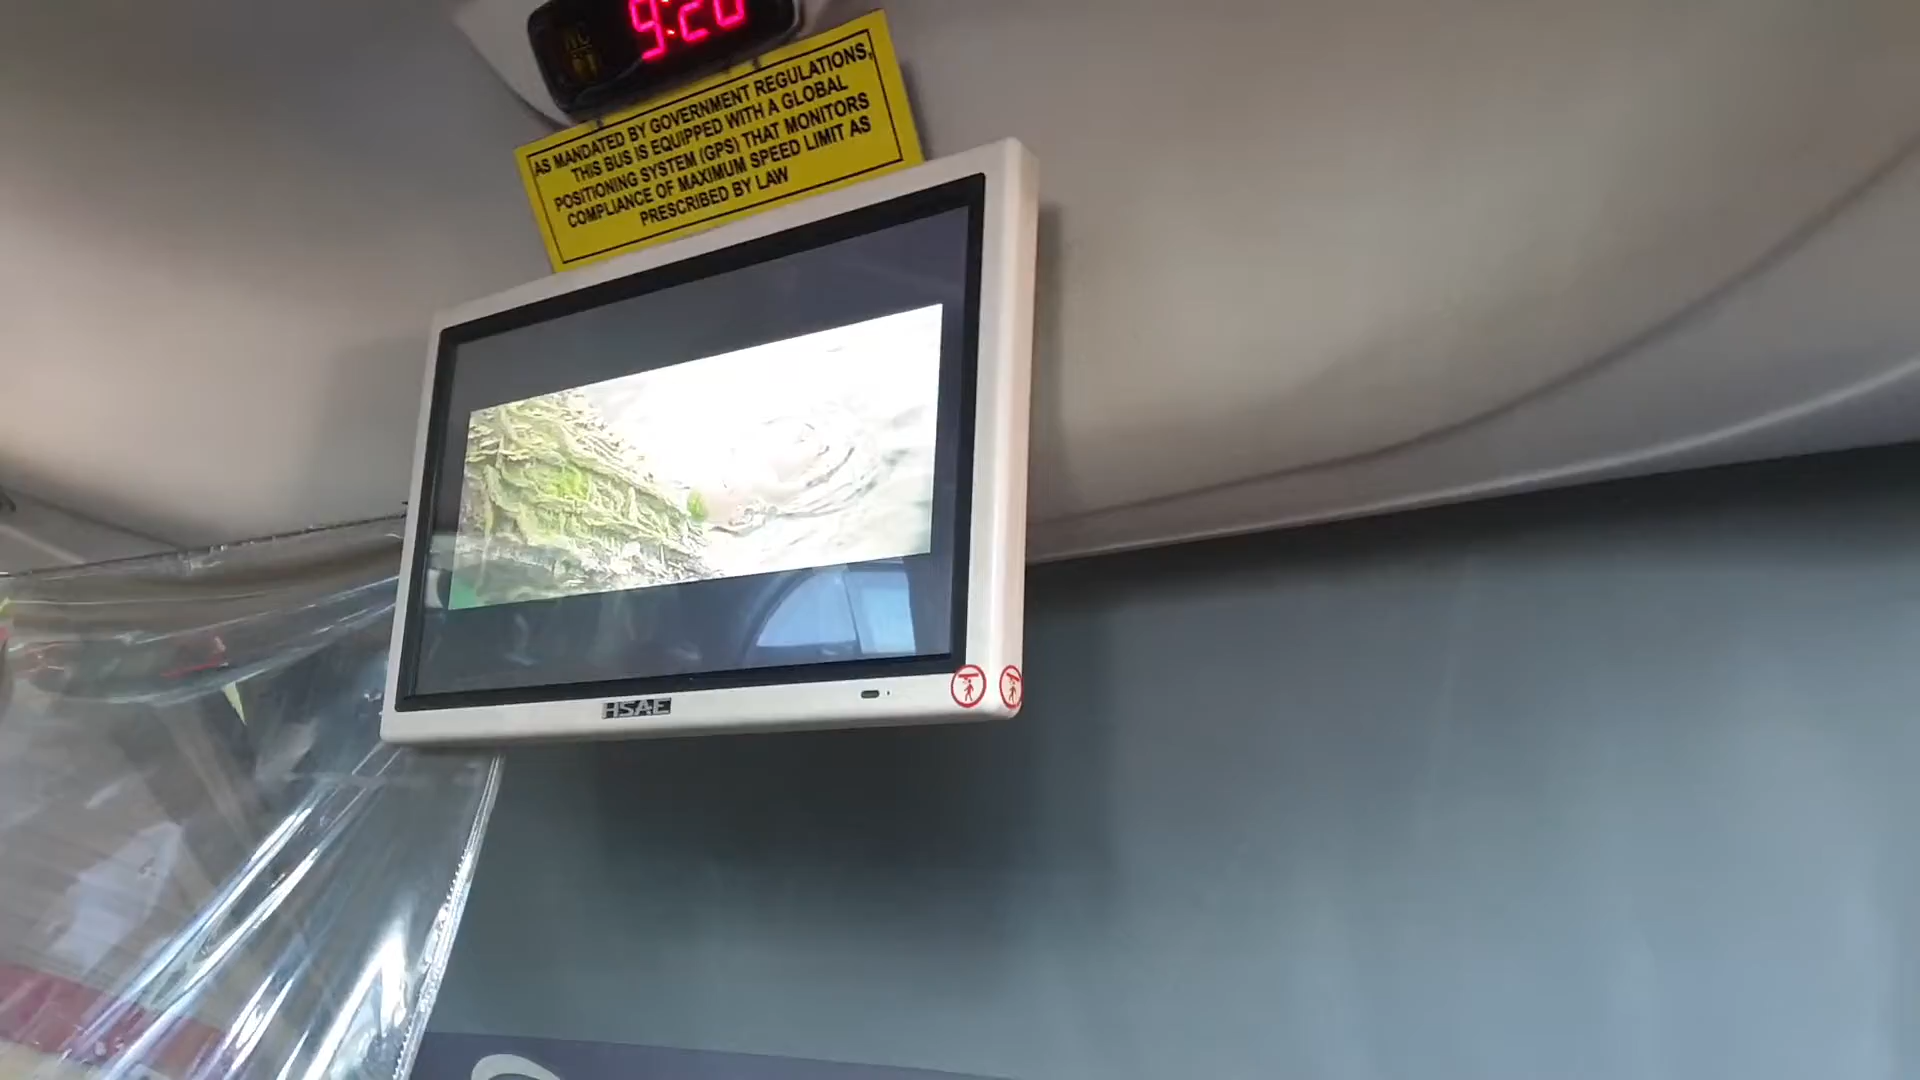 9:20
AS MANDATED BY GOVERNMENT REGULATIONS,
THIS BUS IS EQUIPPED WITH A GLOBAL
POSITIONING SYSTEM (GPS) THAT MONITORS
COMPLIANCE OF MAXIMUM SPEED LIMIT AS
PRESCRIBED BY LAW
HSAE